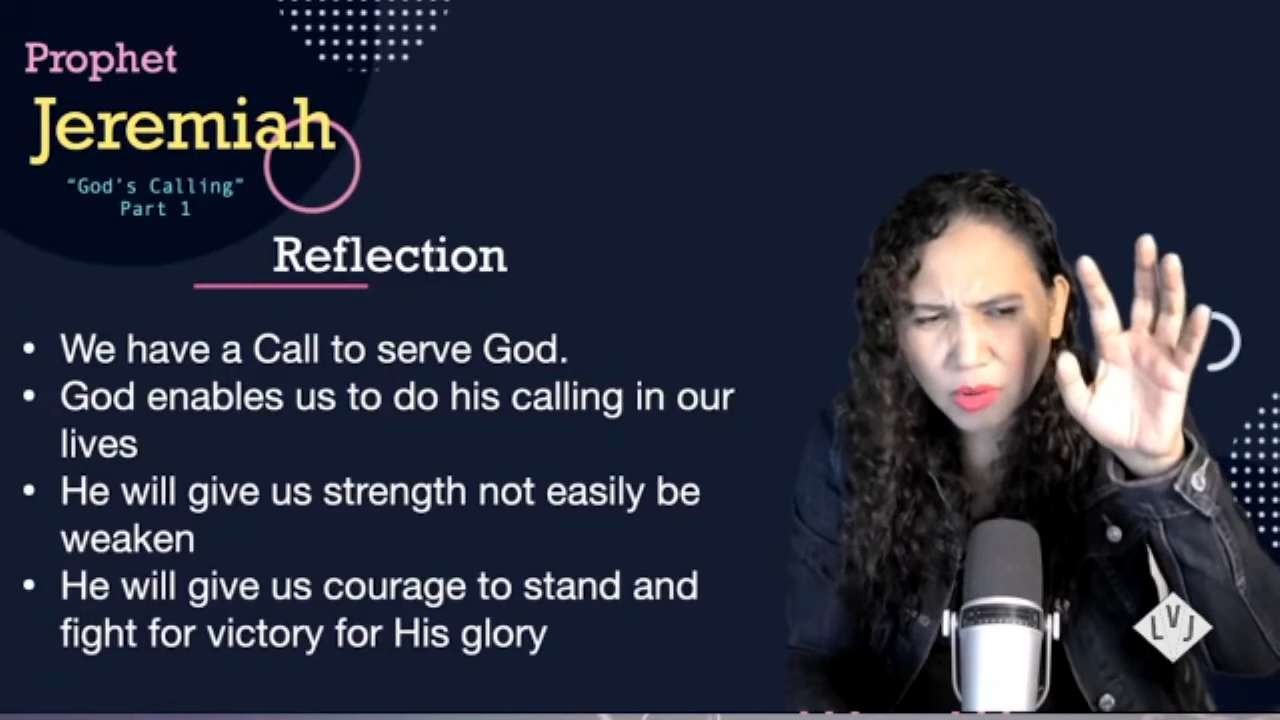 Prophet
Jeremiah
"God's Calling"
Part 1
Reflection
• We have a Call to serve God.
• God enables us to do his calling in our
lives
• He will give us strength not easily be
weaken
• He will give us courage to stand and
fight for victory for His glory
LVJ